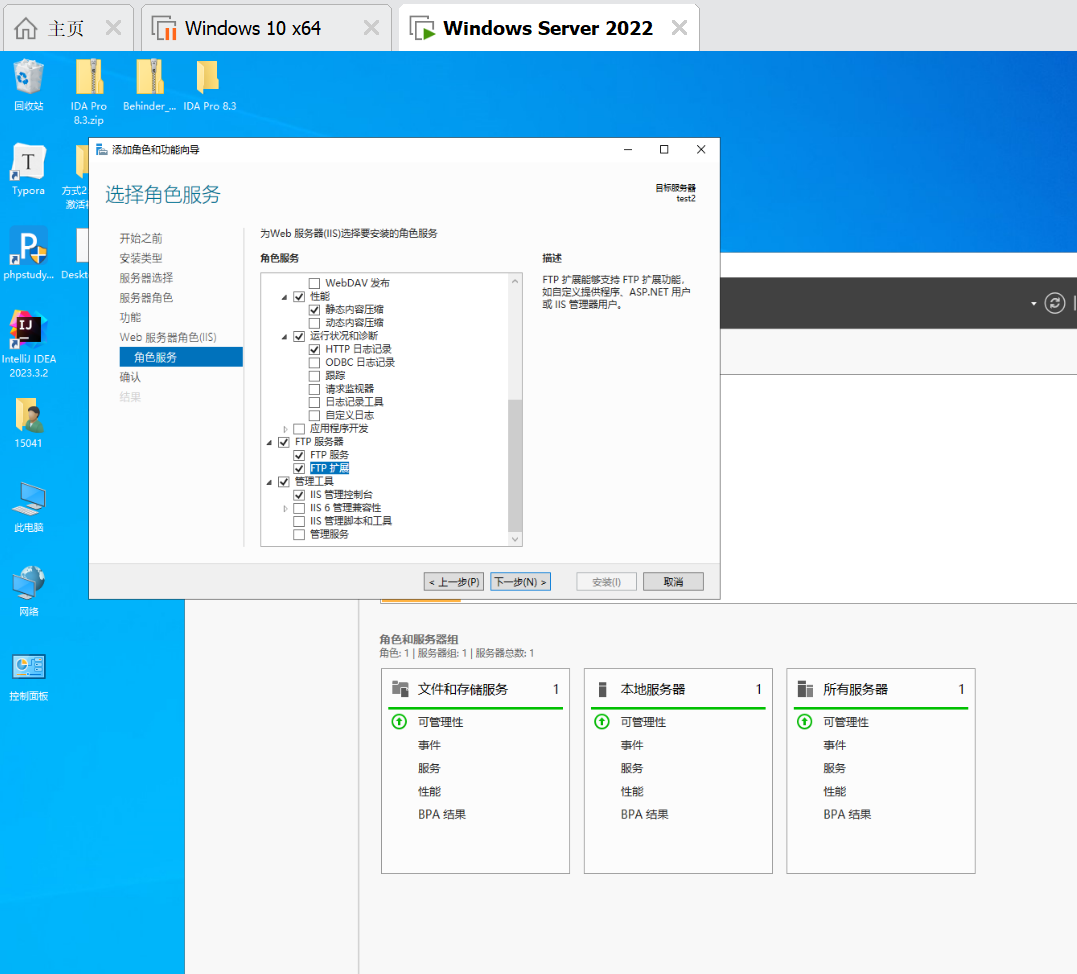 主页
Windows 10 x64
Windows Server 2022
回收站
IDA Pro 8.3.zip
Behinder_...
IDA Pro 8.3
Typora
方式2
激活
phpstudy...
Deskt
IntelliJ IDEA 2023.3.2
15041
此电脑
网络
控制面板
添加角色和功能向导
选择角色服务
目标服务器
test2
开始之前
安装类型
服务器选择
服务器角色
功能
Web 服务器角色(IIS)
角色服务
确认
结果
为Web 服务器(IIS)选择要安装的角色服务
角色服务
WebDAV 发布
性能
静态内容压缩
动态内容压缩
运行状况和诊断
HTTP 日志记录
ODBC 日志记录
跟踪
请求监视器
日志记录工具
自定义日志
应用程序开发
FTP 服务器
FTP 服务
FTP 扩展
管理工具
IIS 管理控制台
IIS 6 管理兼容性
IIS 管理脚本和工具
管理服务
描述
FTP 扩展能够支持 FTP 扩展功能,
如自定义提供程序、ASP.NET 用户
或 IIS 管理器用户。
< 上一步(P)
下一步(N) >
安装(I)
取消
角色和服务器组
角色: 1 | 服务器组: 1 | 服务器总数: 1
文件和存储服务 1
可管理性
事件
服务
性能
BPA 结果
本地服务器 1
可管理性
事件
服务
性能
BPA 结果
所有服务器 1
可管理性
事件
服务
性能
BPA 结果